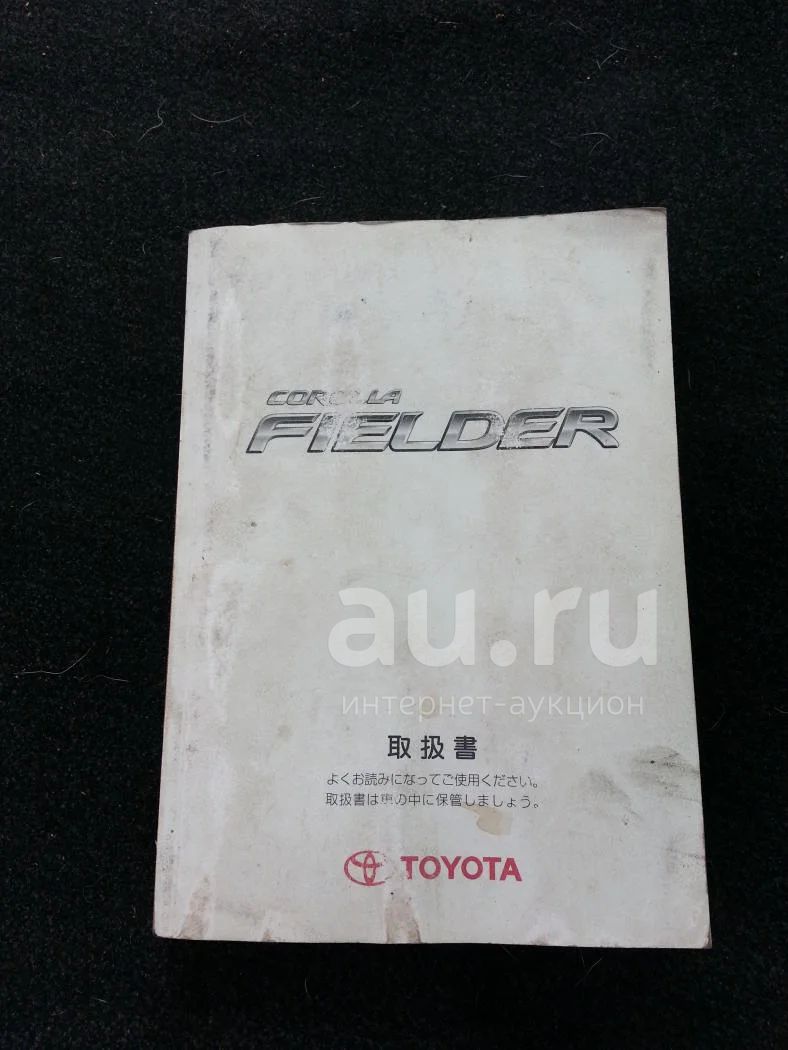 COROLLA
FIELDER
au.ru
интернет-аукцион
取扱書
よくお読みになってご使用ください。
取扱書は車の中に保管しましょう。
TOYOTA